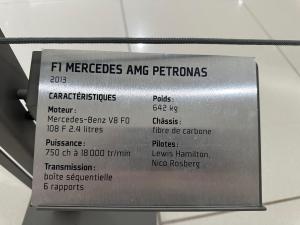 F1 MERCEDES AMG PETRONAS
2013
CARACTÉRISTIQUES
Moteur :
Mercedes-Benz V8 FO
108 F 2.4 litres
Puissance :
750 ch à 18 000 tr/min
Transmission :
boîte séquentielle
6 rapports
Poids :
642 kg
Châssis :
fibre de carbone
Pilotes :
Lewis Hamilton
Nico Rosberg